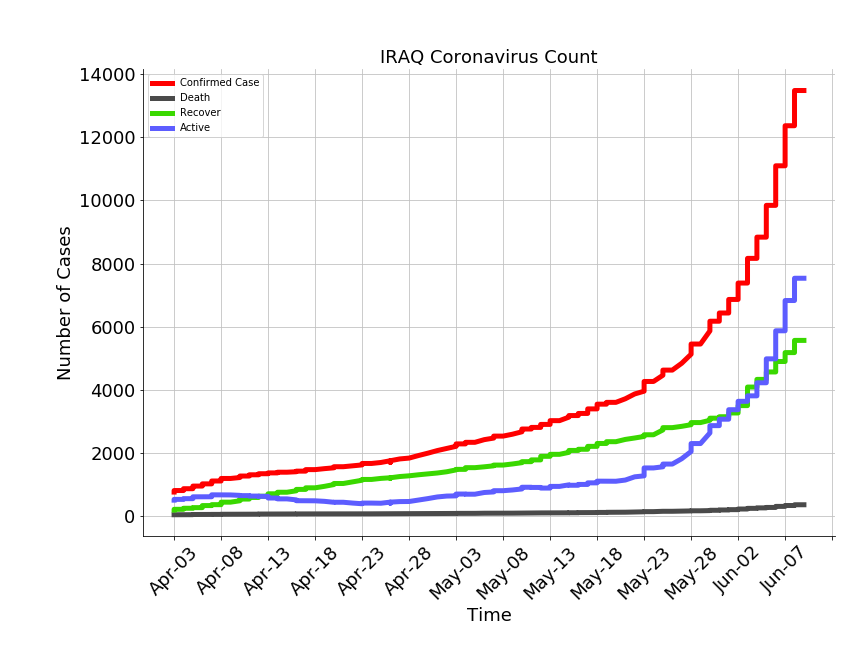 IRAQ Coronavirus Count
Confirmed Case
Death
Recover
Active
Number of Cases
14000
12000
10000
8000
6000
4000
2000
0
Apr-03
Apr-08
Apr-13
Apr-18
Apr-23
Apr-28
May-03
May-08
May-13
May-18
May-23
May-28
Jun-02
Jun-07
Time